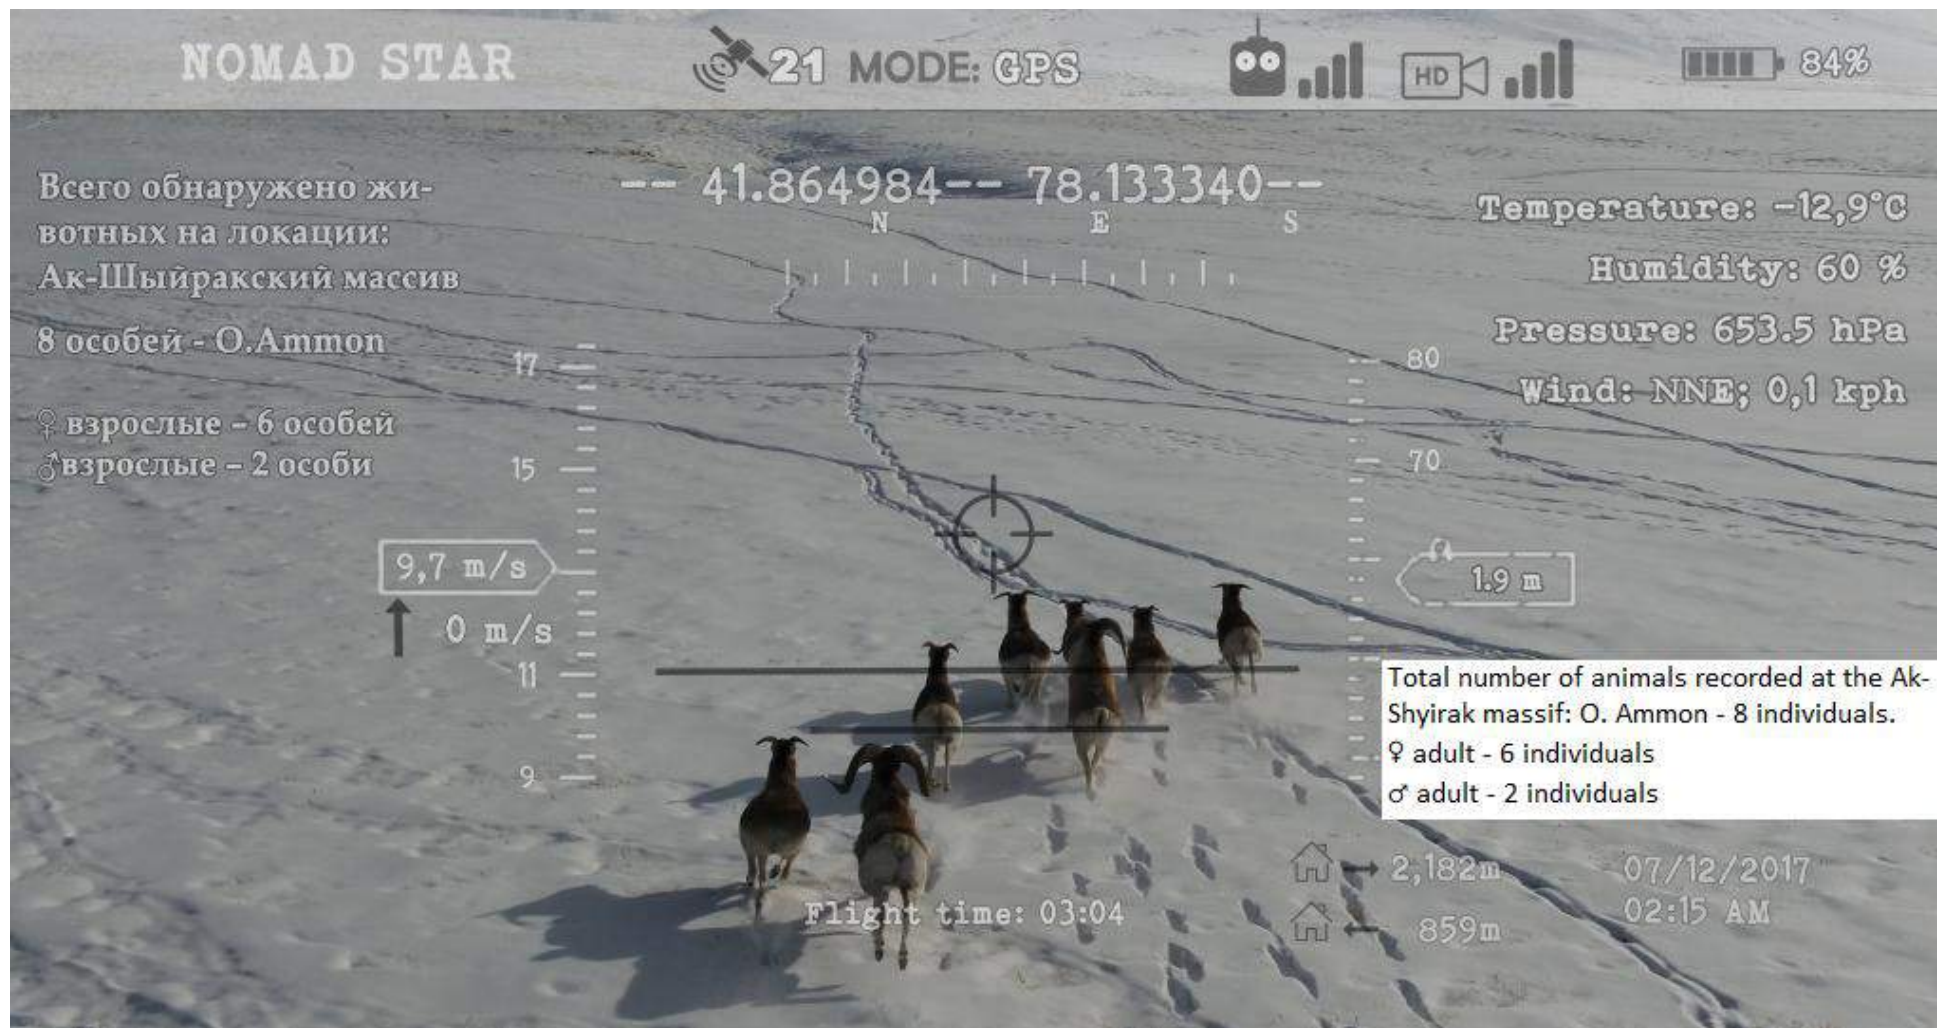 NOMAD STAR
21 MODE: GPS
HD
84%
Всего обнаружено жи-
вотных на локации:
Ак-Шыйракский массив
8 особей - O.Ammon
♀ взрослые – 6 особей
♂взрослые – 2 особи
-- 41.864984-- 78.133340--
N E S
Temperature: -12,9°C
Humidity: 60 %
Pressure: 653.5 hPa
Wind: NNE; 0,1 kph
17
15
9,7 m/s
0 m/s
11
9
80
70
1.9 m
Total number of animals recorded at the Ak-
Shyirak massif: O. Ammon - 8 individuals.
♀ adult - 6 individuals
♂ adult - 2 individuals
Flight time: 03:04
2,182m
859m
07/12/2017
02:15 AM